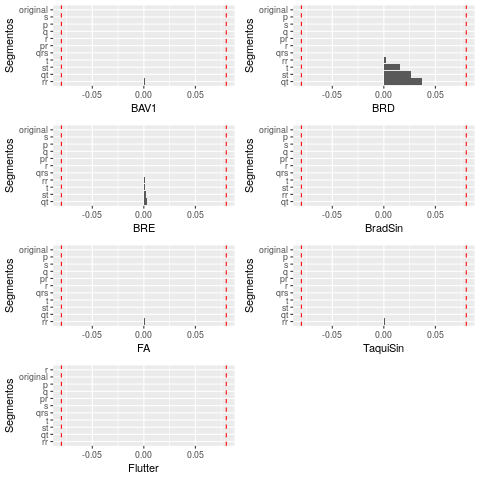 Segmentos
original
s
p
q
pr
r
qrs
t
st
qt
rr
-0.05 0.00 0.05
BAV1
Segmentos
original
s
p
q
pr
r
qrs
t
st
qt
rr
-0.05 0.00 0.05
BRD
Segmentos
original
p
s
q
pr
r
qrs
rr
t
st
qt
-0.05 0.00 0.05
BRE
Segmentos
original
p
s
q
pr
r
qrs
t
st
qt
rr
-0.05 0.00 0.05
BradSin
Segmentos
original
p
s
q
pr
r
qrs
t
st
qt
rr
-0.05 0.00 0.05
FA
Segmentos
original
p
s
q
pr
r
qrs
t
st
qt
rr
-0.05 0.00 0.05
TaquiSin
Segmentos
r
original
p
q
pr
s
qrs
t
st
qt
rr
-0.05 0.00 0.05
Flutter